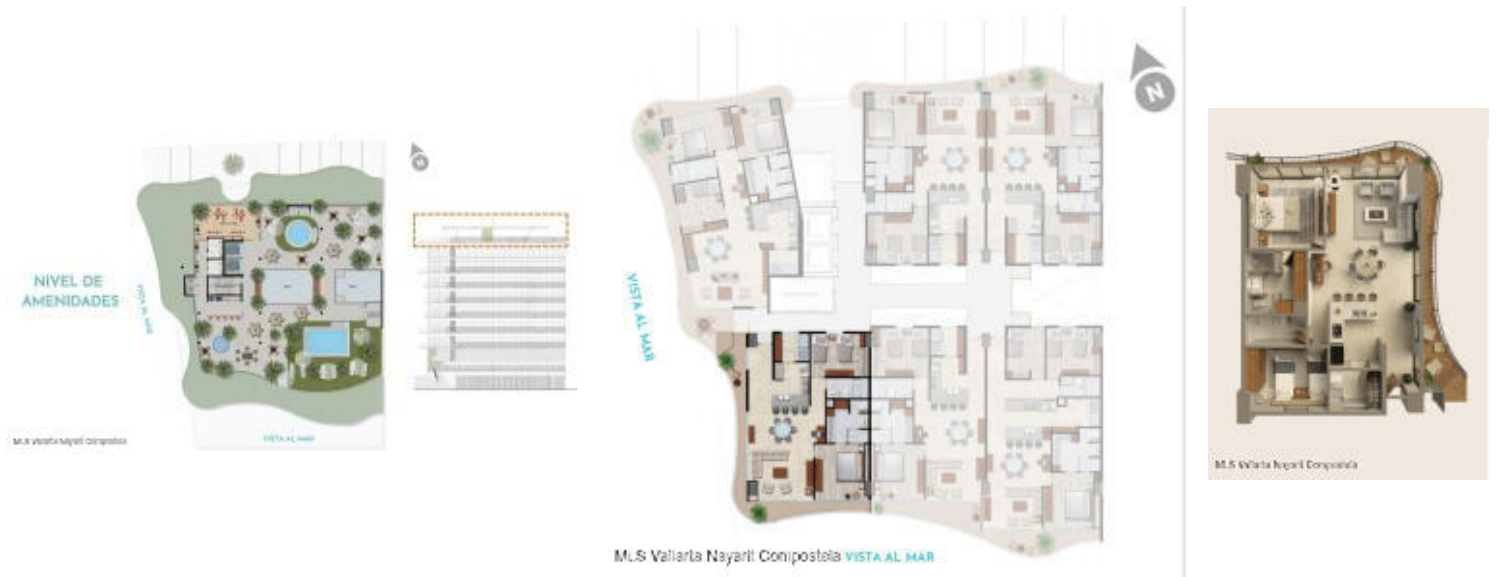 NIVEL DE
AMENIDADES
VISTA AL MAR
VISTA AL MAR
N
MLS Vallarta Nayarit Compostela
VISTA AL MAR
N
MLS Vallarta Nayarit Compostela VISTA AL MAR
MLS Vallarta Nayarit Compostela